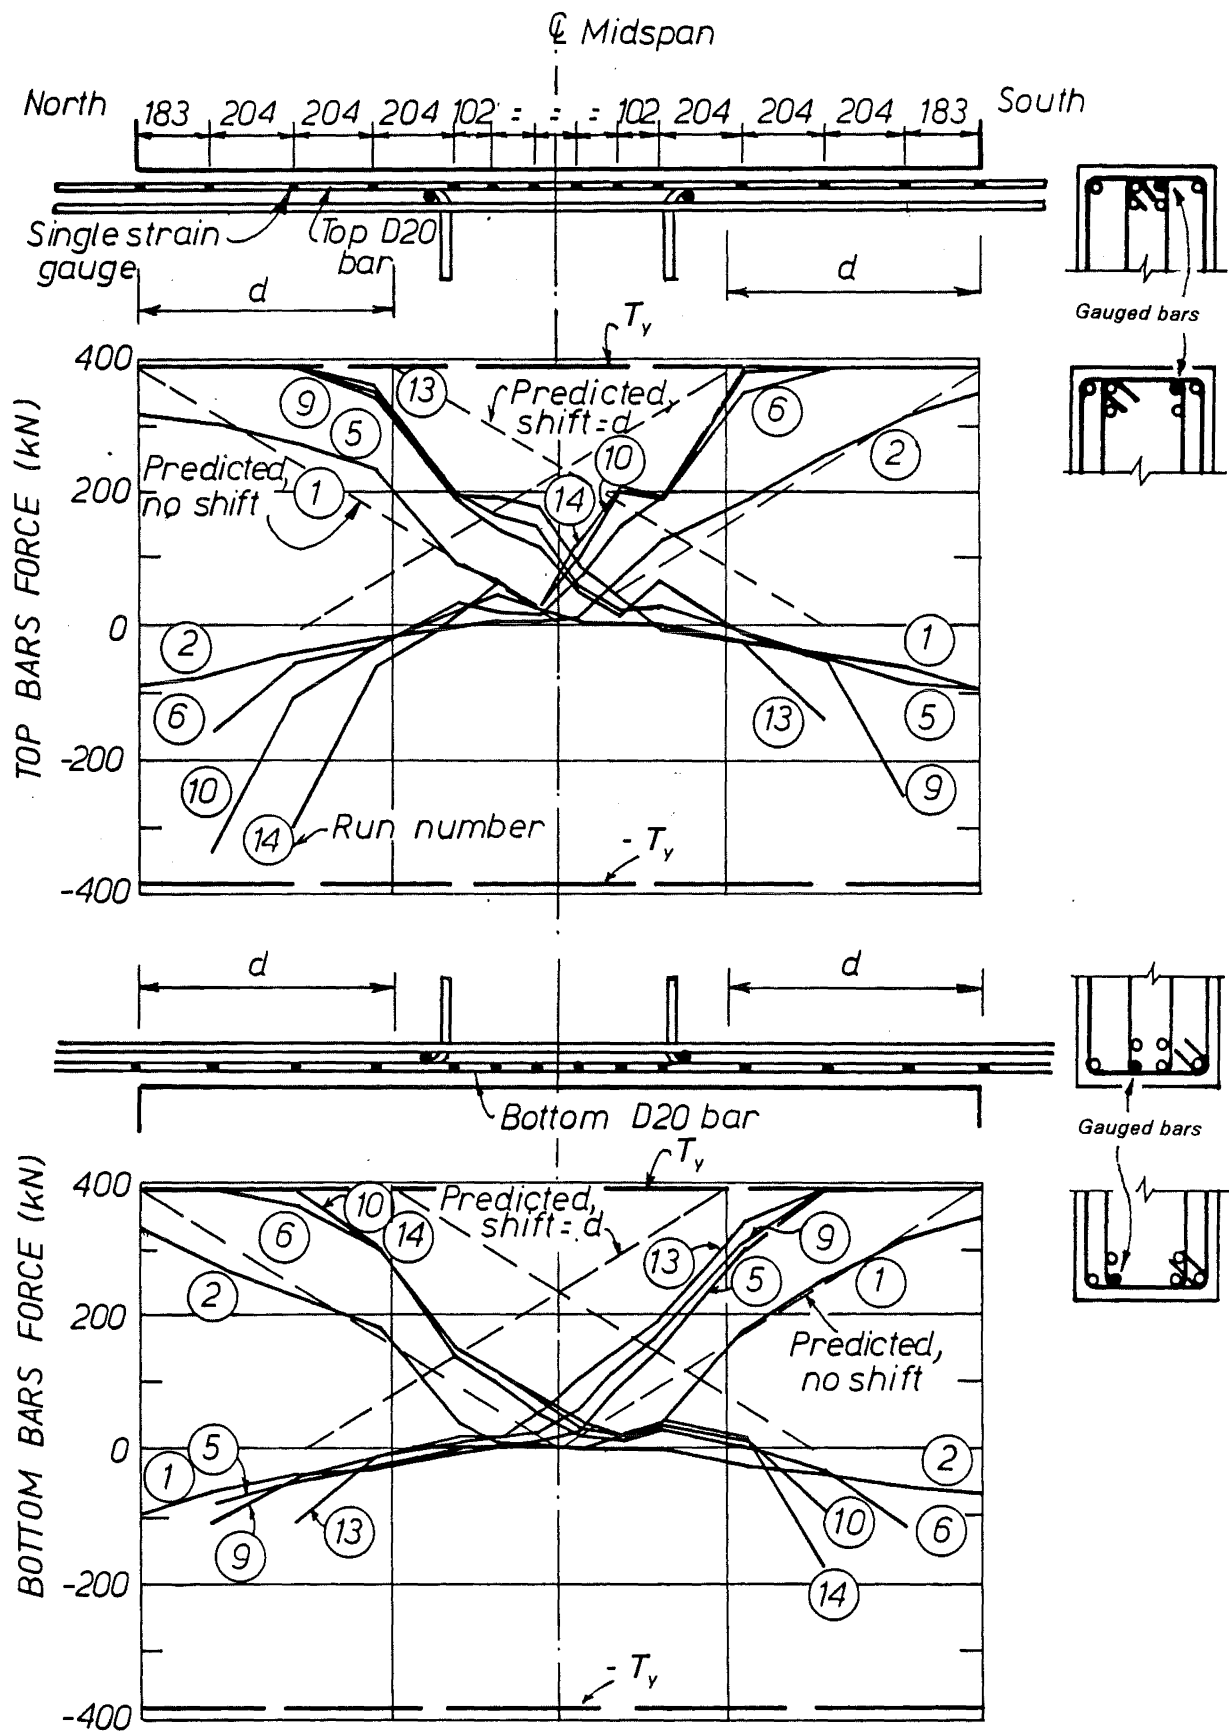 ℄ Midspan
North
183 204 204 204 102 = = = 102 204 204 204 183
South
Single strain
gauge
Top D20
bar
d
d
Gauged bars
Ty
400
200
0
-200
-400
TOP BARS FORCE (kN)
13
Predicted,
shift = d
9
5
6
2
10
14
Predicted,
no shift
1
2
1
6
5
13
10
9
14
Run number
- Ty
d
d
Bottom D20 bar
Gauged bars
Ty
400
200
0
-200
-400
BOTTOM BARS FORCE (kN)
Predicted,
shift = d
10
14
6
13
9
5
1
2
Predicted,
no shift
1
5
2
9
13
10
6
14
- Ty